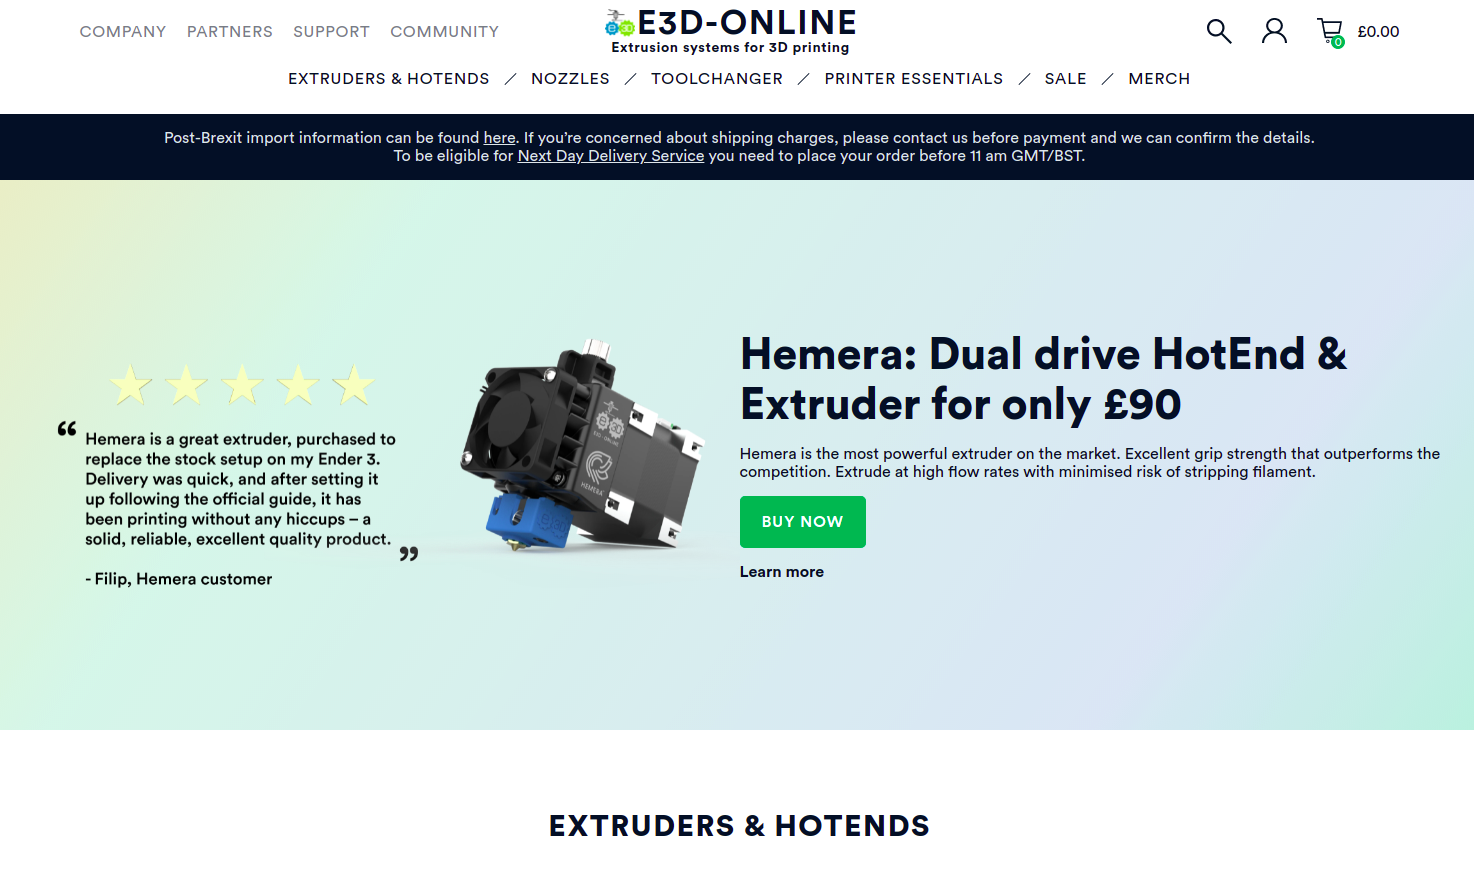 COMPANY PARTNERS SUPPORT COMMUNITY
E3D-ONLINE
Extrusion systems for 3D printing
0
£0.00
EXTRUDERS & HOTENDS / NOZZLES / TOOLCHANGER / PRINTER ESSENTIALS / SALE / MERCH
Post-Brexit import information can be found here. If you’re concerned about shipping charges, please contact us before payment and we can confirm the details.
To be eligible for Next Day Delivery Service you need to place your order before 11 am GMT/BST.
“ Hemera is a great extruder, purchased to
replace the stock setup on my Ender 3.
Delivery was quick, and after setting it
up following the official guide, it has
been printing without any hiccups – a
solid, reliable, excellent quality product. ”
- Filip, Hemera customer
E3D-ONLINE
HEMERA
Hemera: Dual drive HotEnd &
Extruder for only £90
Hemera is the most powerful extruder on the market. Excellent grip strength that outperforms the
competition. Extrude at high flow rates with minimised risk of stripping filament.
BUY NOW
Learn more
EXTRUDERS & HOTENDS